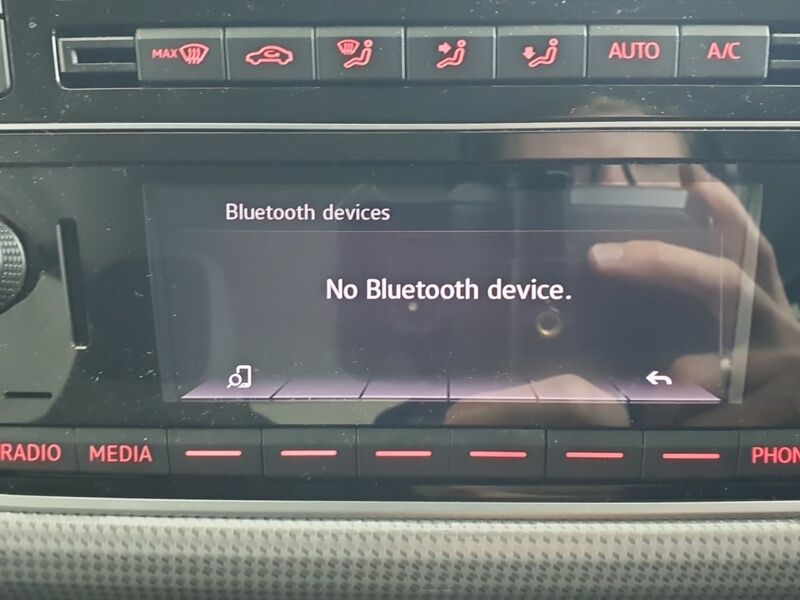 MAX
AUTO
A/C
Bluetooth devices
No Bluetooth device.
RADIO
MEDIA
PHON